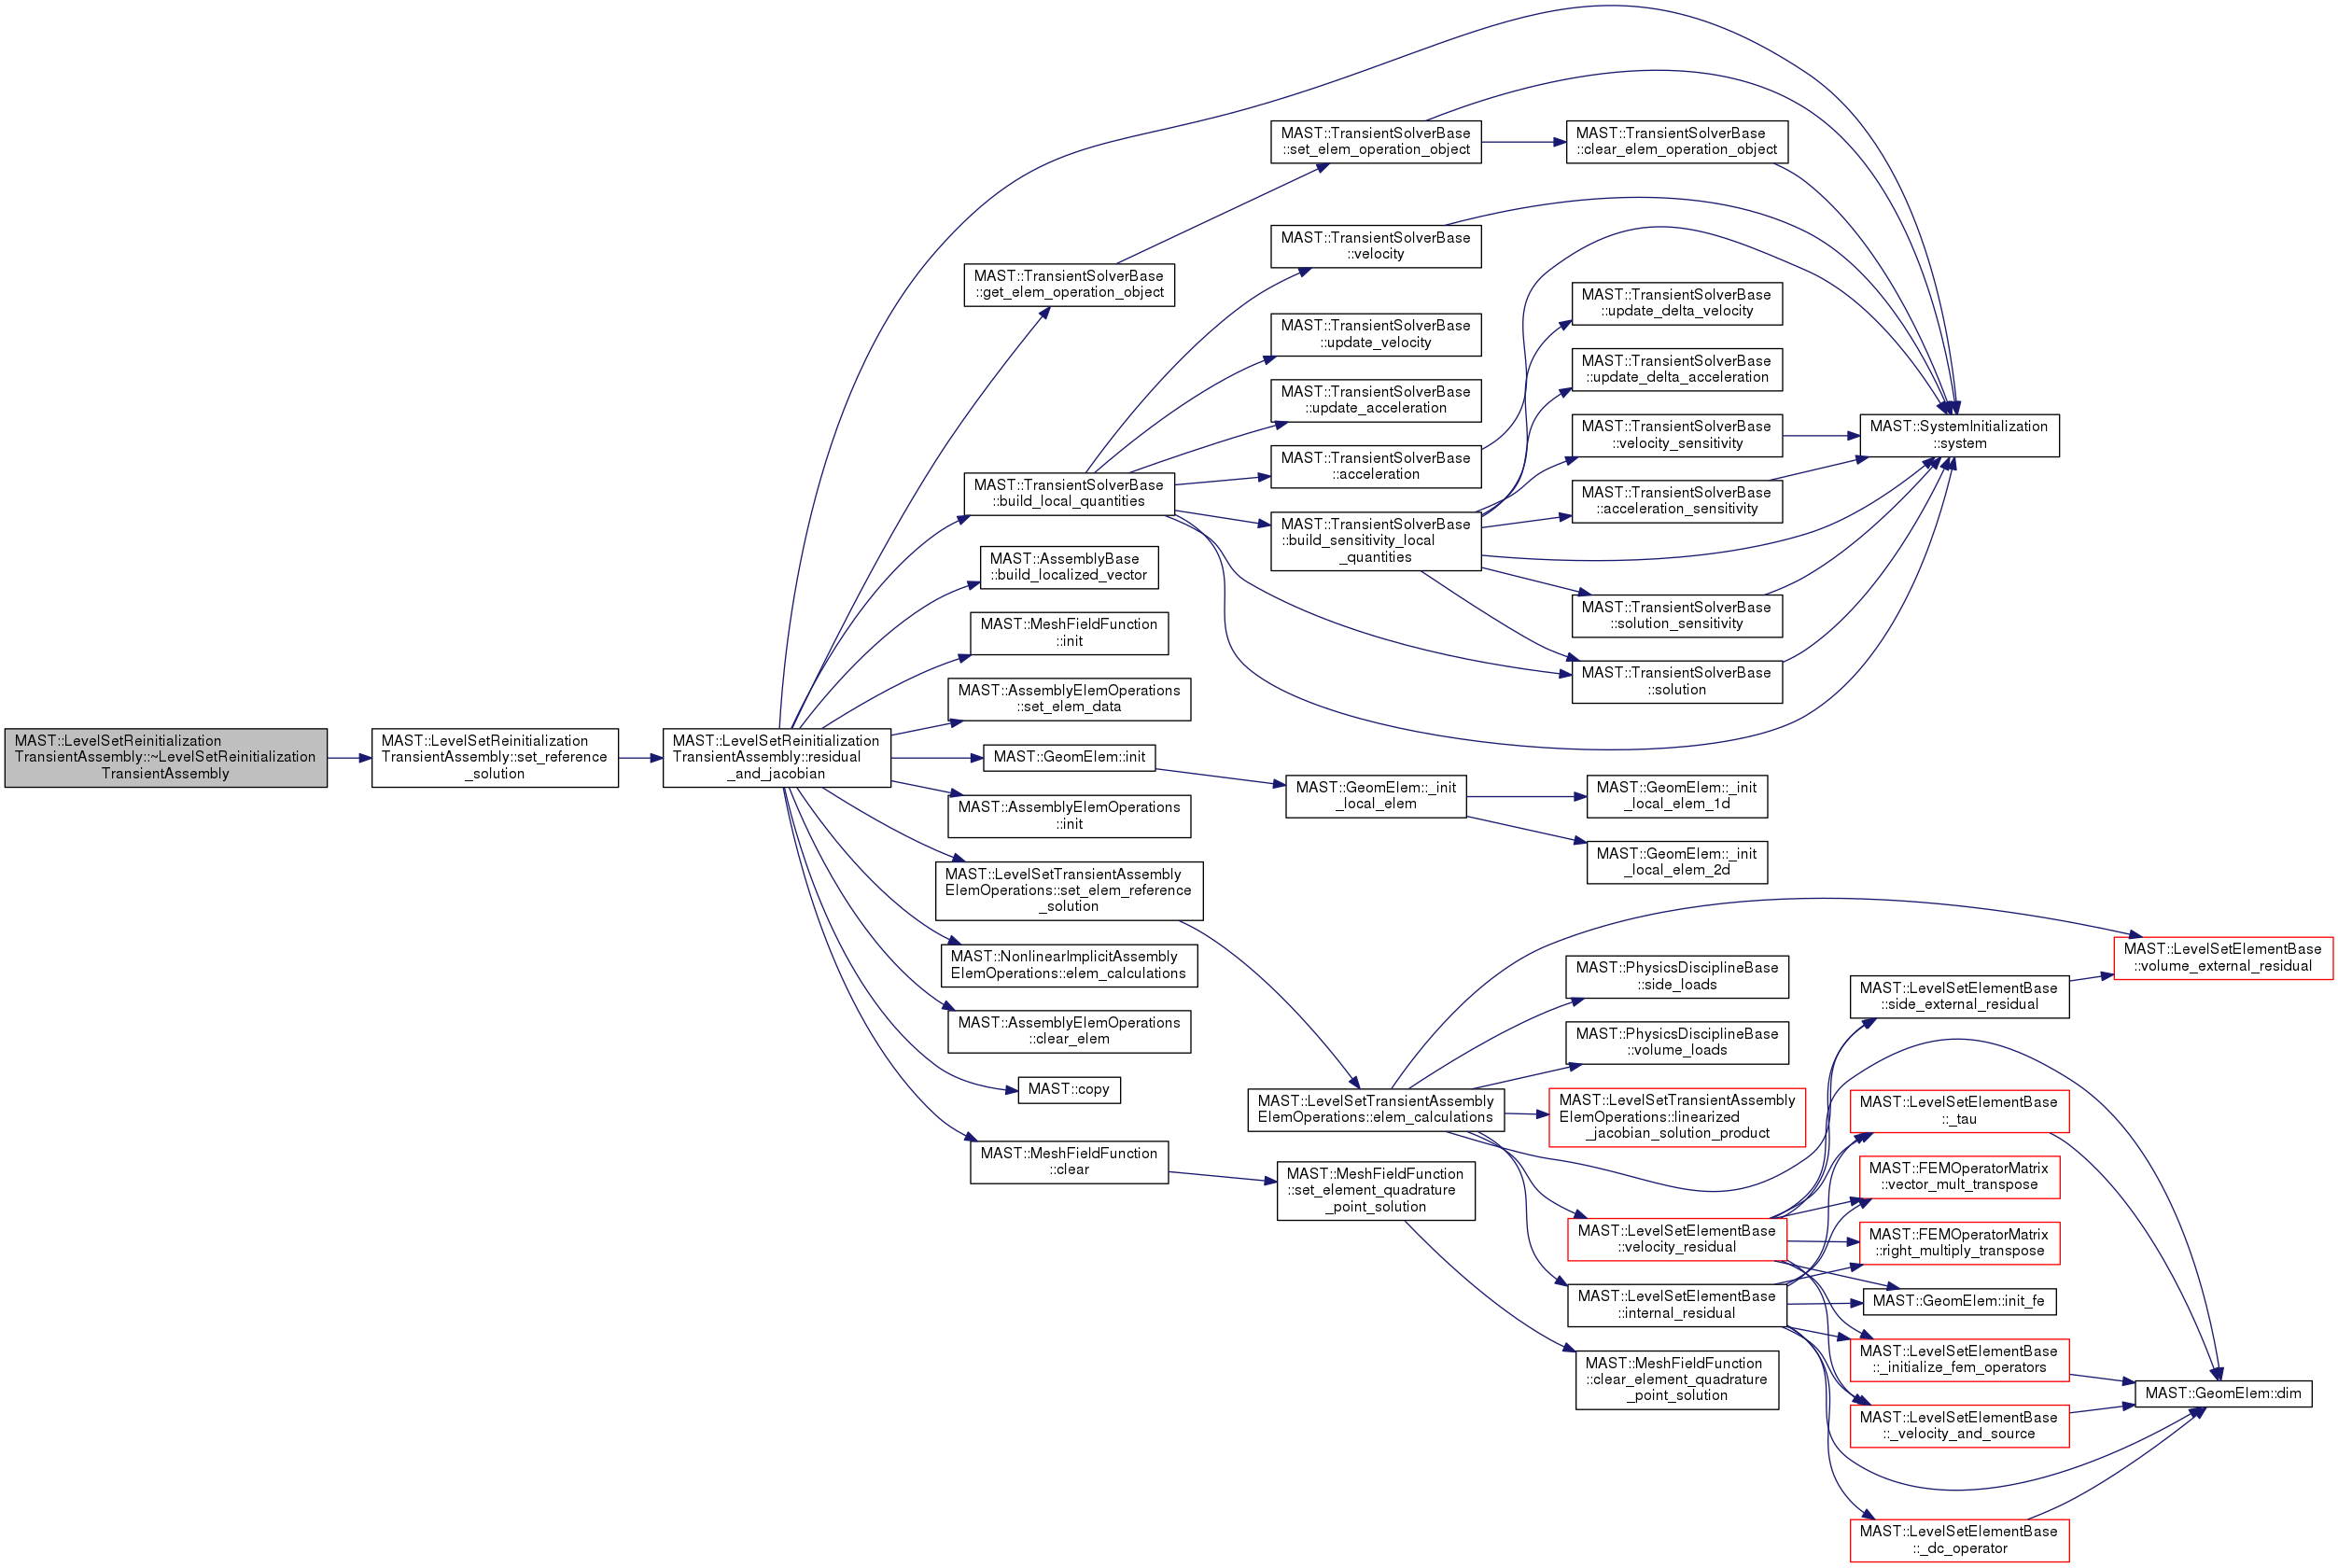 MAST::LevelSetReinitialization
TransientAssembly::~LevelSetReinitialization
TransientAssembly
MAST::LevelSetReinitialization
TransientAssembly::set_reference
_solution
MAST::LevelSetReinitialization
TransientAssembly::residual
_and_jacobian
MAST::TransientSolverBase
::get_elem_operation_object
MAST::TransientSolverBase
::build_local_quantities
MAST::AssemblyBase
::build_localized_vector
MAST::MeshFieldFunction
::init
MAST::AssemblyElemOperations
::set_elem_data
MAST::GeomElem::init
MAST::AssemblyElemOperations
::init
MAST::LevelSetTransientAssembly
ElemOperations::set_elem_reference
_solution
MAST::NonlinearImplicitAssembly
ElemOperations::elem_calculations
MAST::AssemblyElemOperations
::clear_elem
MAST::copy
MAST::MeshFieldFunction
::clear
MAST::TransientSolverBase
::set_elem_operation_object
MAST::TransientSolverBase
::velocity
MAST::TransientSolverBase
::update_velocity
MAST::TransientSolverBase
::update_acceleration
MAST::TransientSolverBase
::acceleration
MAST::TransientSolverBase
::build_sensitivity_local
_quantities
MAST::GeomElem::_init
_local_elem
MAST::LevelSetTransientAssembly
ElemOperations::elem_calculations
MAST::MeshFieldFunction
::set_element_quadrature
_point_solution
MAST::TransientSolverBase
::clear_elem_operation_object
MAST::TransientSolverBase
::update_delta_velocity
MAST::TransientSolverBase
::update_delta_acceleration
MAST::TransientSolverBase
::velocity_sensitivity
MAST::TransientSolverBase
::acceleration_sensitivity
MAST::TransientSolverBase
::solution_sensitivity
MAST::TransientSolverBase
::solution
MAST::GeomElem::_init
_local_elem_1d
MAST::GeomElem::_init
_local_elem_2d
MAST::PhysicsDisciplineBase
::side_loads
MAST::PhysicsDisciplineBase
::volume_loads
MAST::LevelSetTransientAssembly
ElemOperations::linearized
_jacobian_solution_product
MAST::LevelSetElementBase
::velocity_residual
MAST::LevelSetElementBase
::internal_residual
MAST::MeshFieldFunction
::clear_element_quadrature
_point_solution
MAST::SystemInitialization
::system
MAST::LevelSetElementBase
::side_external_residual
MAST::LevelSetElementBase
::_tau
MAST::FEMOperatorMatrix
::vector_mult_transpose
MAST::FEMOperatorMatrix
::right_multiply_transpose
MAST::GeomElem::init_fe
MAST::LevelSetElementBase
::_initialize_fem_operators
MAST::LevelSetElementBase
::_velocity_and_source
MAST::LevelSetElementBase
::_dc_operator
MAST::LevelSetElementBase
::volume_external_residual
MAST::GeomElem::dim